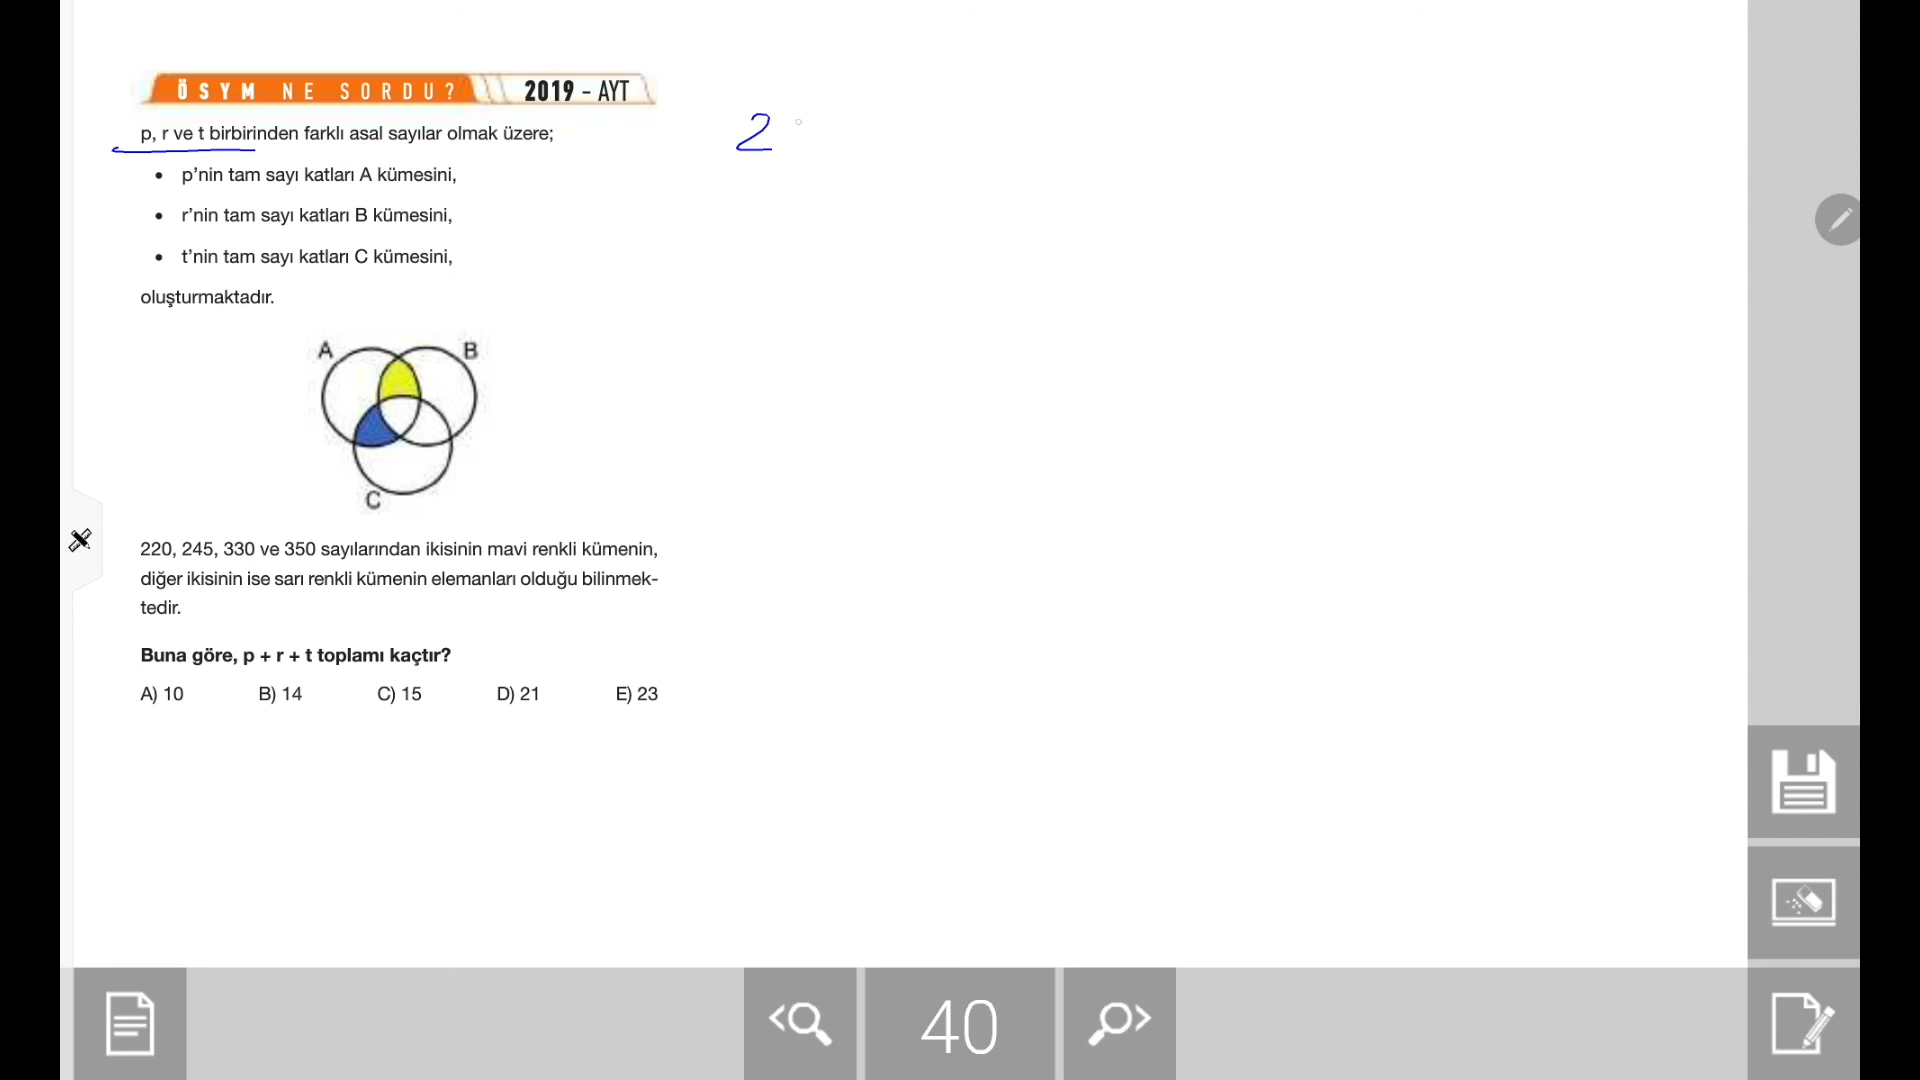 ÖSYM NE SORDU? 2019 - AYT
p, r ve t birbirinden farklı asal sayılar olmak üzere;
2
• p’nin tam sayı katları A kümesini,
• r’nin tam sayı katları B kümesini,
• t’nin tam sayı katları C kümesini,
oluşturmaktadır.
A B
C
220, 245, 330 ve 350 sayılarından ikisinin mavi renkli kümenin,
diğer ikisinin ise sarı renkli kümenin elemanları olduğu bilinmek-
tedir.
Buna göre, p + r + t toplamı kaçtır?
A) 10 B) 14 C) 15 D) 21 E) 23
40